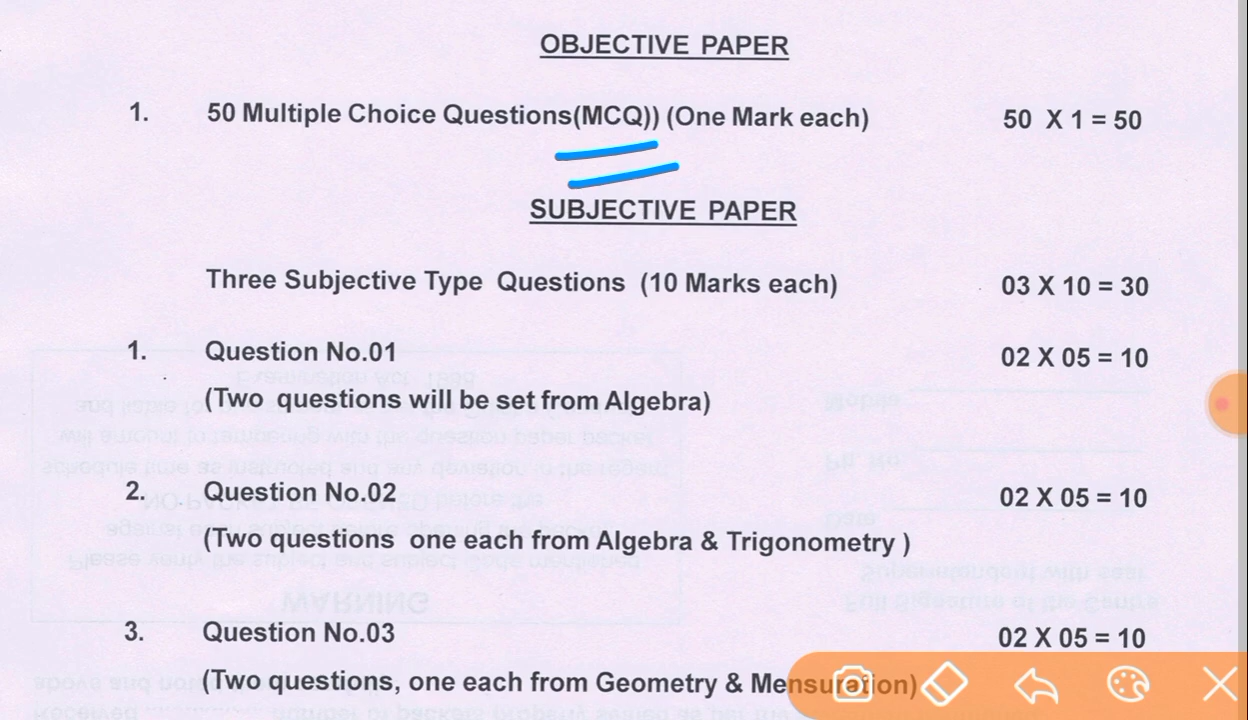 OBJECTIVE PAPER
1. 50 Multiple Choice Questions(MCQ)) (One Mark each) 50 X 1 = 50
SUBJECTIVE PAPER
Three Subjective Type Questions (10 Marks each) 03 X 10 = 30
1. Question No.01 02 X 05 = 10
(Two questions will be set from Algebra)
2. Question No.02 02 X 05 = 10
(Two questions one each from Algebra & Trigonometry )
3. Question No.03 02 X 05 = 10
(Two questions, one each from Geometry & Mensuration)